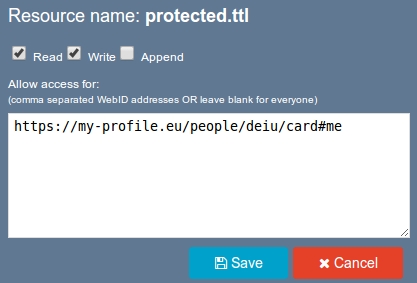 Resource name: protected.ttl
Read Write Append
Allow access for:
(comma separated WebID addresses OR leave blank for everyone)
https://my-profile.eu/people/deiu/card#me
Save Cancel